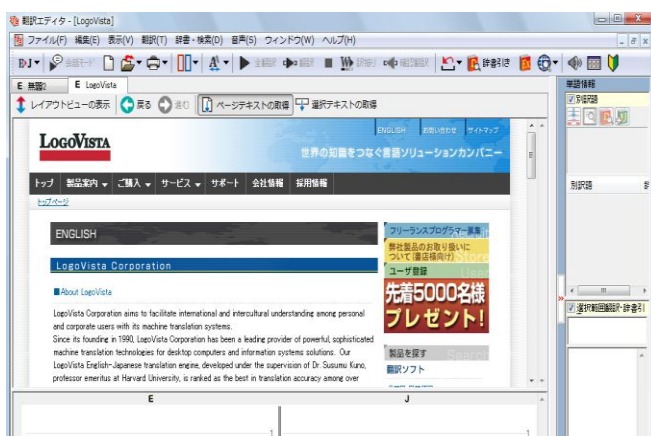 翻訳エディタ - [LogoVista]
ファイル(F) 編集(E) 表示(V) 翻訳(T) 辞書・検索(D) 音声(S) ウィンドウ(W) ヘルプ(H)
辞書引き
E 無題2 E LogoVista
レイアウトビューの表示 戻る 進む ページテキストの取得 選択テキストの取得
単語情報
別訳語
ENGLISH お問い合わせ サイトマップ
LOGOVISTA
世界の知識をつなぐ言語ソリューションカンパニー
トップ 製品案内 ご購入 サービス サポート 会社情報 採用情報
トップページ
ENGLISH
LogoVista Corporation
About LogoVista
LogoVista Corporation aims to facilitate international and intercultural understanding among personal
and corporate users with its machine translation systems.
Since its founding in 1990, LogoVista Corporation has been a leading provider of powerful, sophisticated
machine translation technologies for desktop computers and information systems solutions. Our
LogoVista English-Japanese translation engine, developed under the supervision of Dr. Susumu Kuno,
professor emeritus at Harvard University, is ranked as the best in translation accuracy among over
フリーランスプログラマー募集
弊社製品のお取り扱いに
ついて(書店様向け)
ユーザ登録
先着5000名様
プレゼント!
製品を探す
翻訳ソフト
選択範囲翻訳・辞書引
E J
1 1